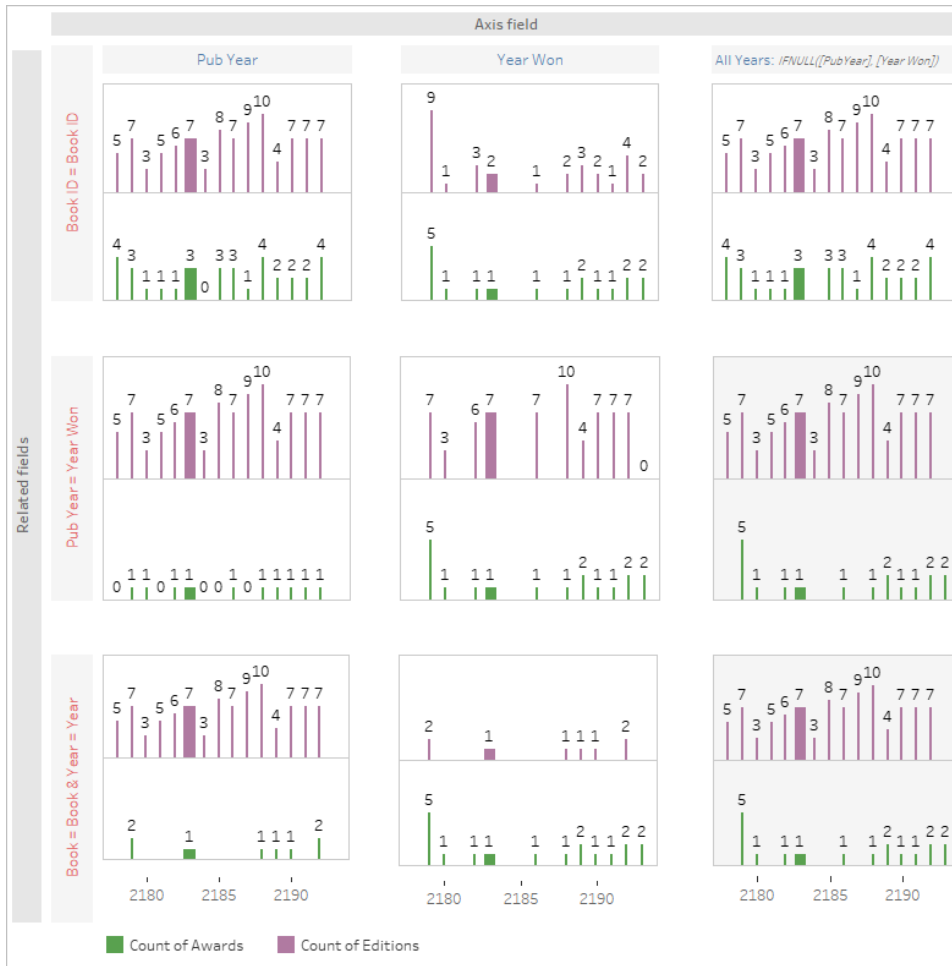 Axis field
Related fields
Pub Year
Year Won
All Years: IFNULL([PubYear], [Year Won])
Book ID = Book ID
5 7 3 5 6 7 3 8 7 9 10 4 7 7 7
9 1 3 2 1 2 3 2 1 4 2
5 7 3 5 6 7 3 8 7 9 10 4 7 7 7
4 3 1 1 1 3 0 3 3 1 4 2 2 2 4
5 1 1 1 1 1 2 1 1 2 2
4 3 1 1 1 3 3 3 1 4 2 2 2 4
Pub Year = Year Won
5 7 3 5 6 7 3 8 7 9 10 4 7 7 7
7 3 6 7 7 10 4 7 7 7 0
5 7 3 5 6 7 3 8 7 9 10 4 7 7 7
0 1 1 0 1 1 0 0 1 0 1 1 1 1 1
5 1 1 1 1 1 2 1 1 2 2
5 1 1 1 1 1 2 1 1 2 2
Book = Book & Year = Year
5 7 3 5 6 7 3 8 7 9 10 4 7 7 7
2 1 1 1 1 2
5 7 3 5 6 7 3 8 7 9 10 4 7 7 7
2 1 1 1 1 2
5 1 1 1 1 1 2 1 1 2 2
5 1 1 1 1 1 2 1 1 2 2
2180 2185 2190
2180 2185 2190
2180 2185 2190
Count of Awards
Count of Editions